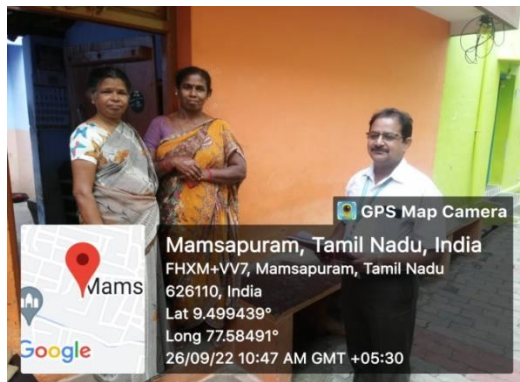 GPS Map Camera
Mamsapuram, Tamil Nadu, India
FHXM+VV7, Mamsapuram, Tamil Nadu
626110, India
Lat 9.499439°
Long 77.58491°
26/09/22 10:47 AM GMT +05:30
Mams
Google